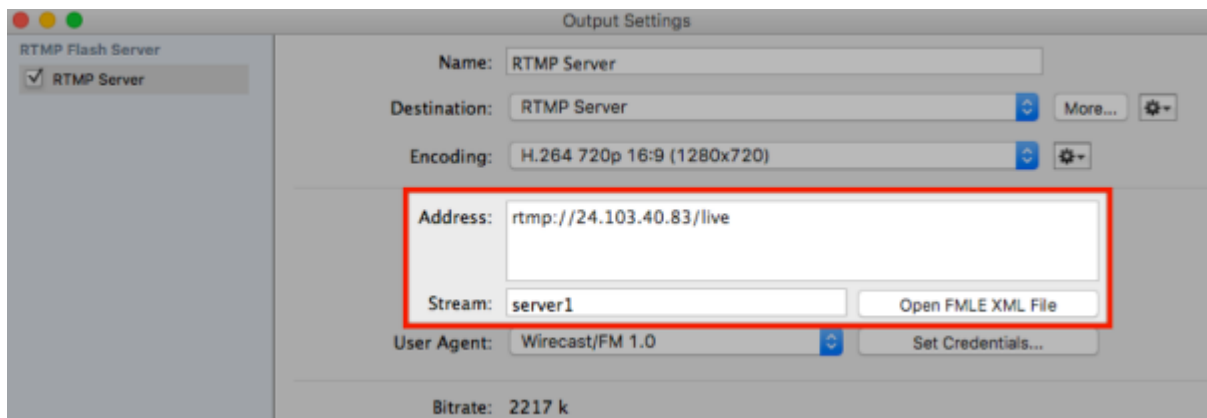 Output Settings
RTMP Flash Server
RTMP Server
Name: RTMP Server
Destination: RTMP Server More...
Encoding: H.264 720p 16:9 (1280x720)
Address: rtmp://24.103.40.83/live
Stream: server1 Open FMLE XML File
User Agent: Wirecast/FM 1.0 Set Credentials...
Bitrate: 2217 k